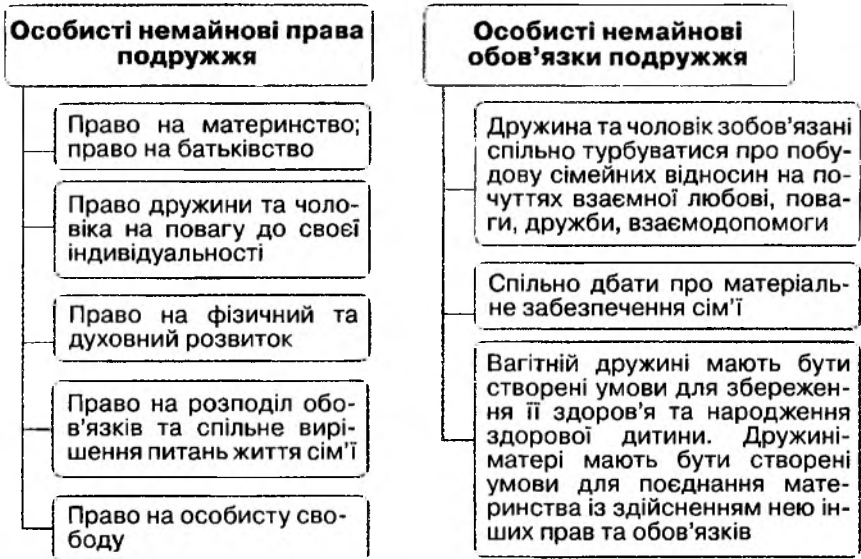 Особисті немайнові права
подружжя
Право на материнство;
право на батьківство
Право дружини та чоло-
віка на повагу до своєї
індивідуальності
Право на фізичний та
духовний розвиток
Право на розподіл обо-
в'язків та спільне вирі-
шення питань життя сім'ї
Право на особисту сво-
боду
Особисті немайнові
обов'язки подружжя
Дружина та чоловік зобов'язані
спільно турбуватися про побу-
дову сімейних відносин на по-
чуттях взаємної любові, пова-
ги, дружби, взаємодопомоги
Спільно дбати про матеріаль-
не забезпечення сім'ї
Вагітній дружині мають бути
створені умови для збережен-
ня її здоров'я та народження
здорової дитини. Дружині-
матері мають бути створені
умови для поєднання мате-
ринства із здійсненням нею ін-
ших прав та обов'язків